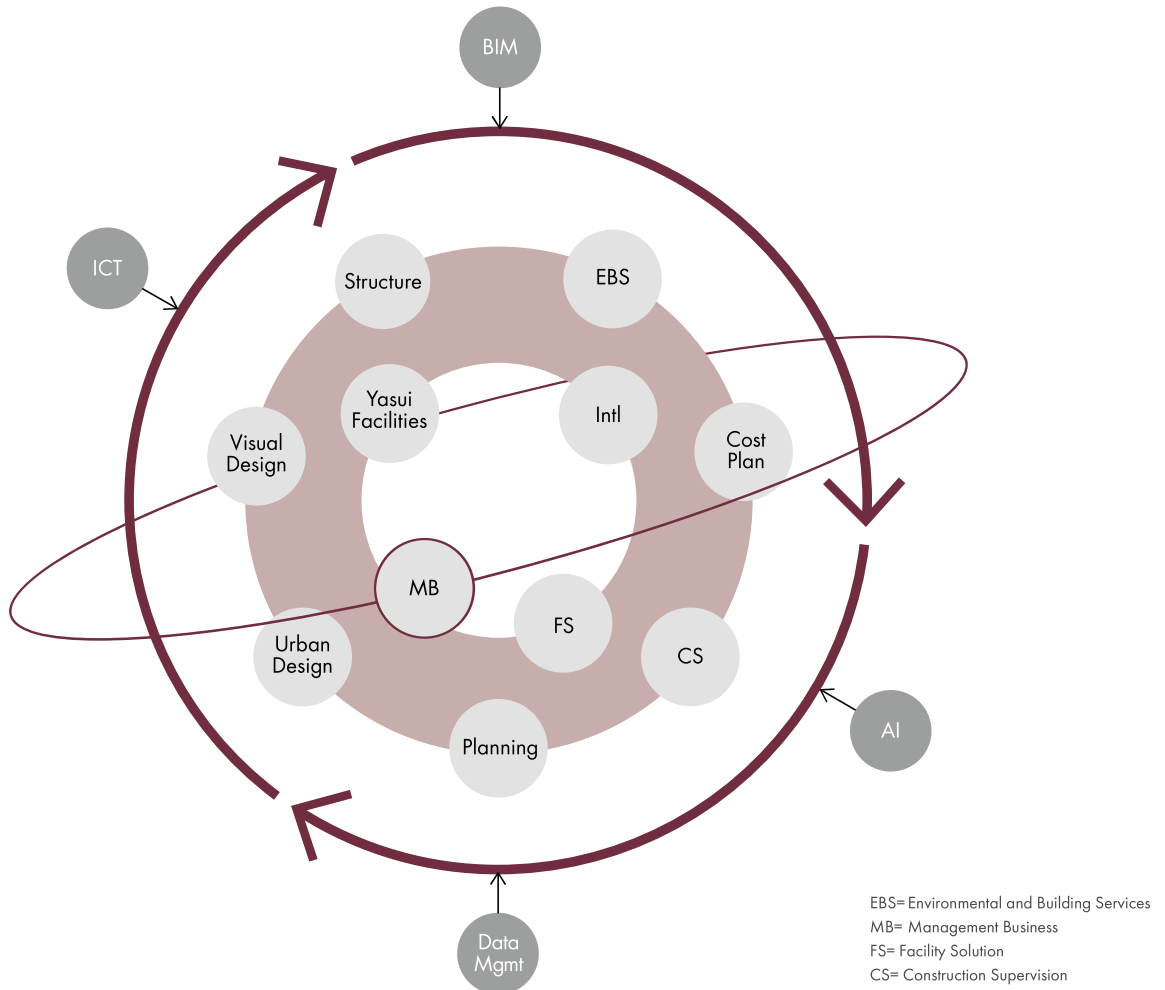 BIM
ICT
Structure
EBS
Yasui
Facilities
Intl
Visual
Design
Cost
Plan
MB
FS
Urban
Design
CS
Planning
AI
Data
Mgmt
EBS= Environmental and Building Services
MB= Management Business
FS= Facility Solution
CS= Construction Supervision